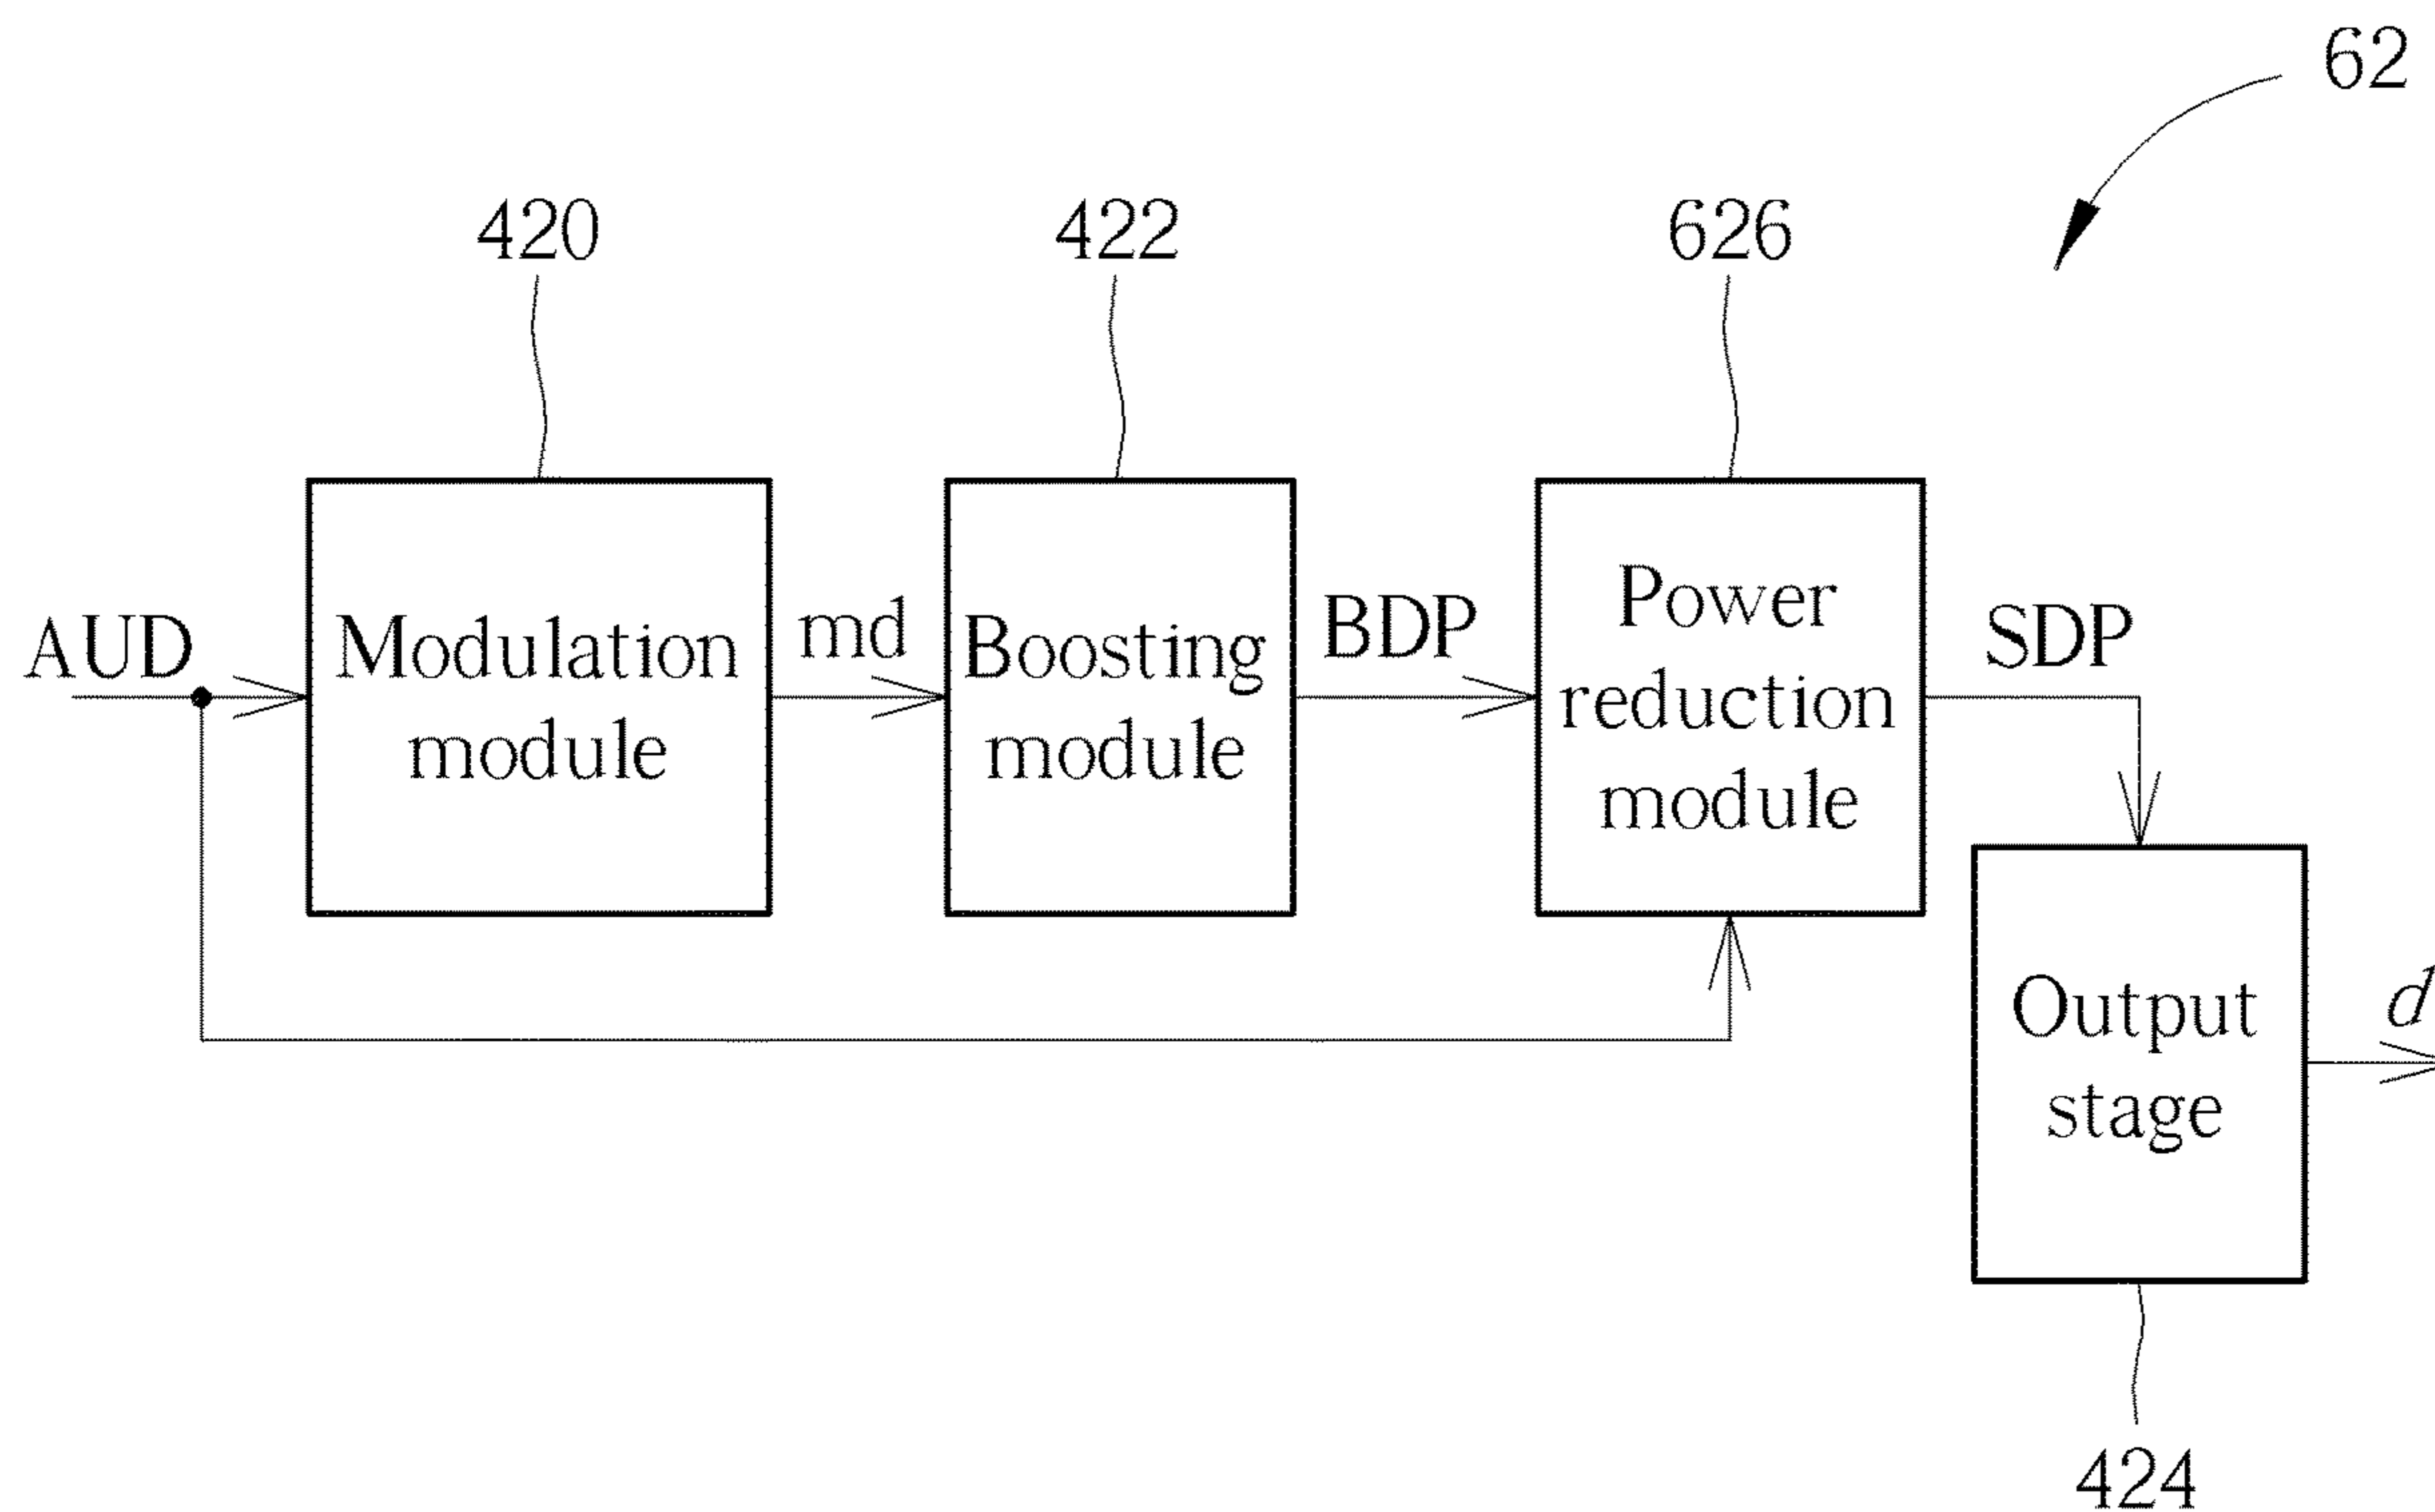 62
420
422
626
AUD
Modulation
module
md
Boosting
module
BDP
Power
reduction
module
SDP
Output
stage
d
424